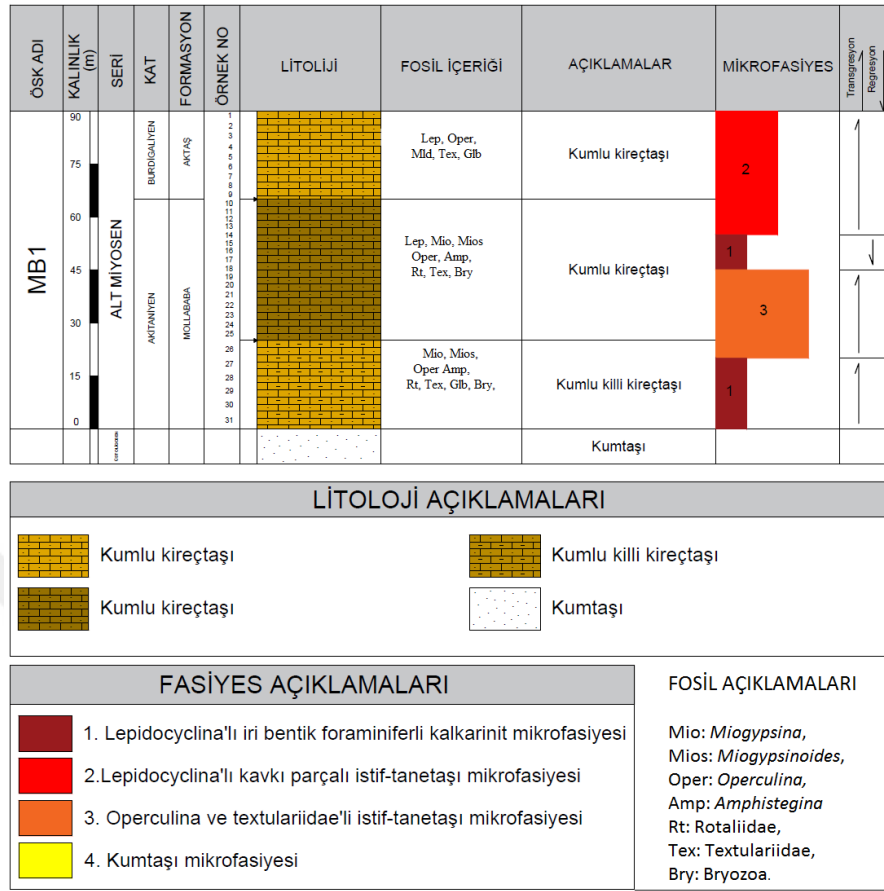 ÖSK ADI
KALINLIK (m)
SERİ
KAT
FORMASYON
ÖRNEK NO
LİTOLİJİ
FOSİL İÇERİĞİ
AÇIKLAMALAR
MİKROFASİYES
Transgresyon
Regresyon
MB1
90
75
60
45
30
15
0
ALT MİYOSEN
BURDİGALİYEN
AKİTANİYEN
AKTAŞ
MOLLABABA
1
2
3
4
5
6
7
8
9
10
11
12
13
14
15
16
17
18
19
20
21
22
23
24
25
26
27
28
29
30
31
Lep, Oper,
Mld, Tex, Glb
Lep, Mio, Mios
Oper, Amp,
Rt, Tex, Bry
Mio, Mios,
Oper Amp,
Rt, Tex, Glb, Bry,
Kumlu kireçtaşı
Kumlu kireçtaşı
Kumlu killi kireçtaşı
Kumtaşı
2
1
3
1
LİTOLOJİ AÇIKLAMALARI
Kumlu kireçtaşı
Kumlu killi kireçtaşı
Kumlu kireçtaşı
Kumtaşı
FASİYES AÇIKLAMALARI
1. Lepidocyclina'lı iri bentik foraminiferli kalkarinit mikrofasiyesi
2.Lepidocyclina'lı kavkı parçalı istif-tanetaşı mikrofasiyesi
3. Operculina ve textulariidae'li istif-tanetaşı mikrofasiyesi
4. Kumtaşı mikrofasiyesi
FOSİL AÇIKLAMALARI
Mio: Miogypsina,
Mios: Miogypsinoides,
Oper: Operculina,
Amp: Amphistegina
Rt: Rotaliidae,
Tex: Textulariidae,
Bry: Bryozoa.